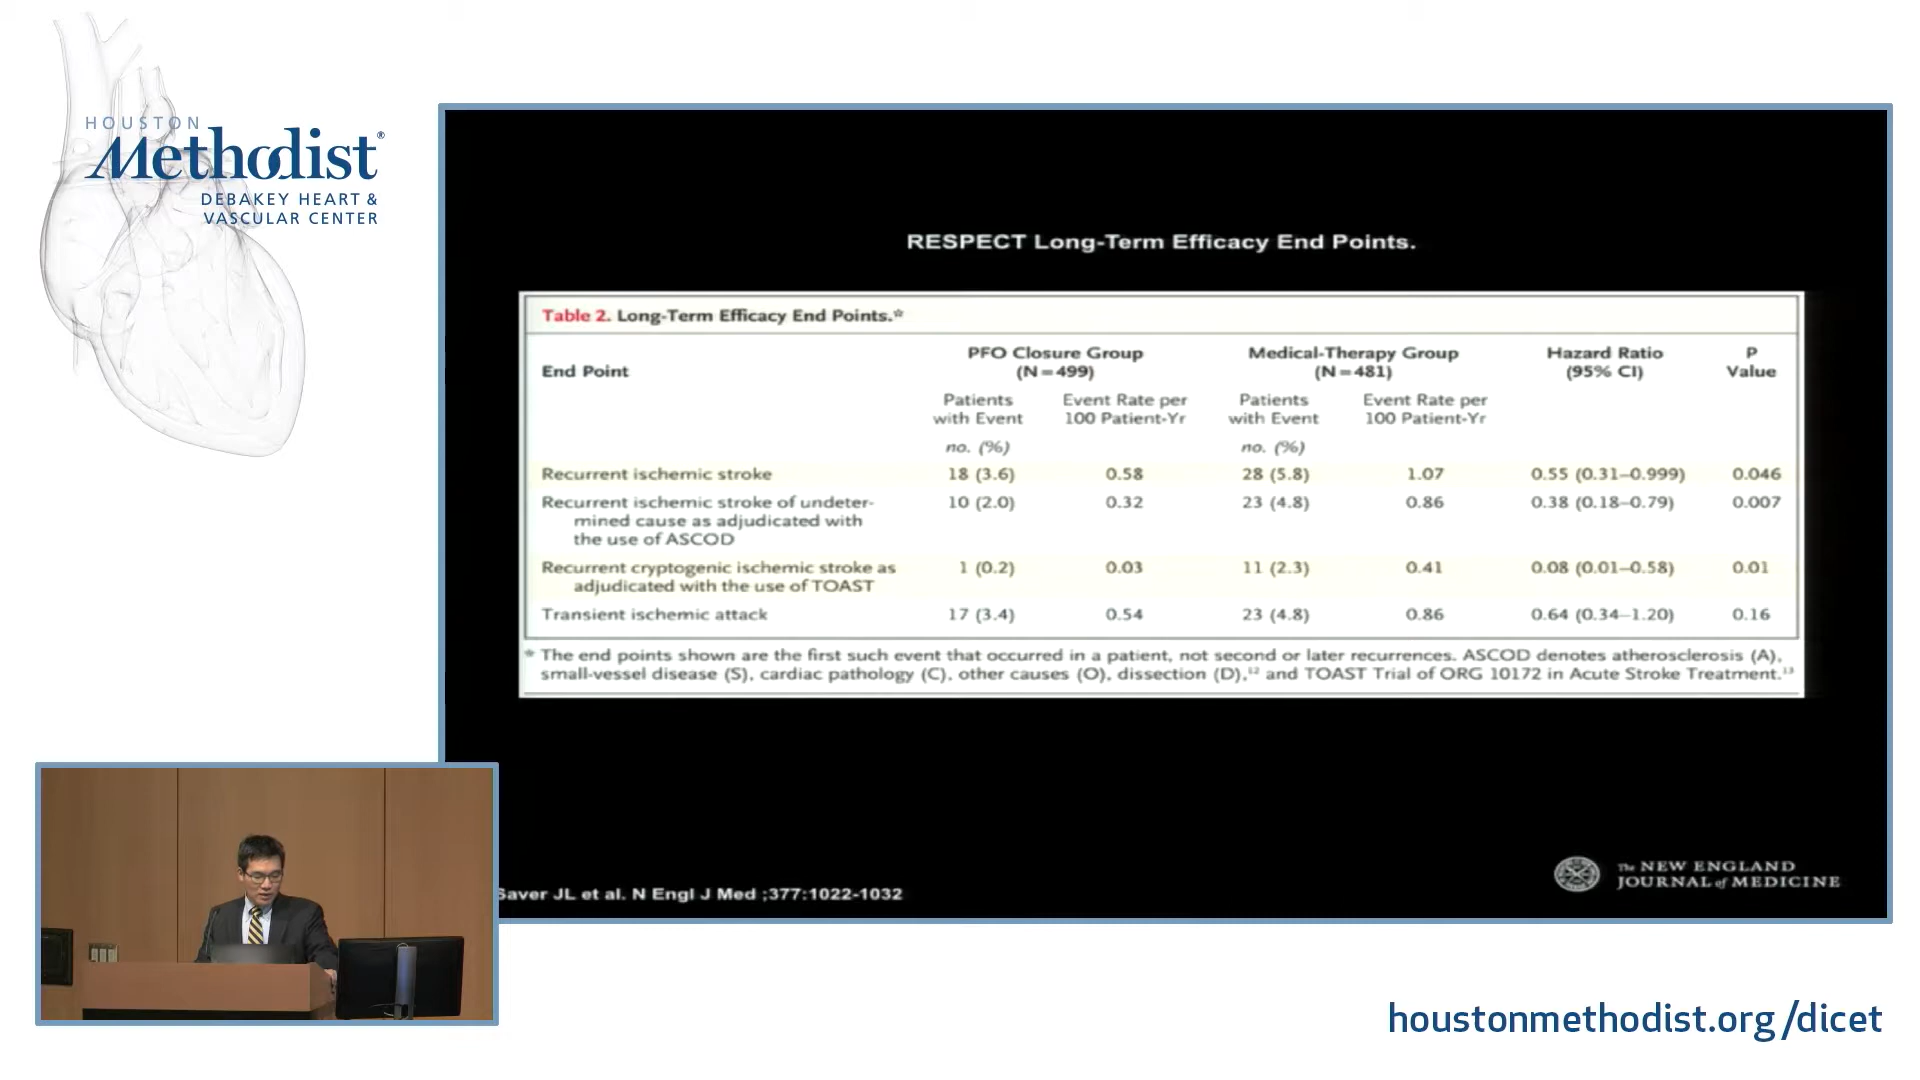 HOUSTON
Methodist®
DEBAKEY HEART &
VASCULAR CENTER
RESPECT Long-Term Efficacy End Points.
Table 2. Long-Term Efficacy End Points.*
End Point
PFO Closure Group
(N=499)
Medical-Therapy Group
(N=481)
Hazard Ratio
(95% CI)
P
Value
Patients
with Event
Event Rate per
100 Patient-Yr
Patients
with Event
Event Rate per
100 Patient-Yr
no. (%)
no. (%)
Recurrent ischemic stroke 18 (3.6) 0.58 28 (5.8) 1.07 0.55 (0.31–0.999) 0.046
Recurrent ischemic stroke of undeter- 10 (2.0) 0.32 23 (4.8) 0.86 0.38 (0.18–0.79) 0.007
mined cause as adjudicated with
the use of ASCOD
Recurrent cryptogenic ischemic stroke as 1 (0.2) 0.03 11 (2.3) 0.41 0.08 (0.01–0.58) 0.01
adjudicated with the use of TOAST
Transient ischemic attack 17 (3.4) 0.54 23 (4.8) 0.86 0.64 (0.34–1.20) 0.16
* The end points shown are the first such event that occurred in a patient, not second or later recurrences. ASCOD denotes atherosclerosis (A),
small-vessel disease (S), cardiac pathology (C), other causes (O), dissection (D),¹² and TOAST Trial of ORG 10172 in Acute Stroke Treatment.¹³
Saver JL et al. N Engl J Med ;377:1022-1032
The NEW ENGLAND
JOURNAL of MEDICINE
houstonmethodist.org/dicet